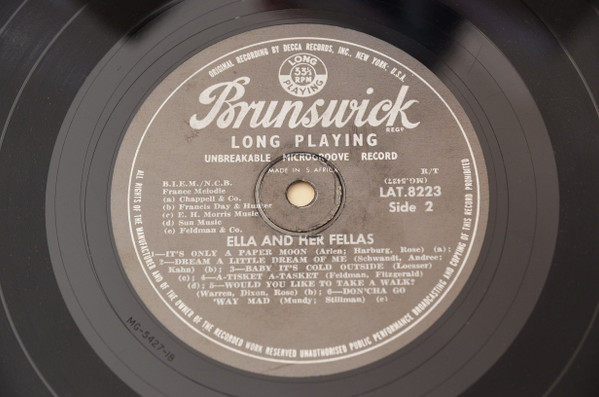 ORIGINAL RECORDING BY DECCA RECORDS, INC., NEW YORK. U.S.A.
LONG
33⅓
RPM
PLAYING
Brunswick
REGD
LONG PLAYING
UNBREAKABLE MICROGROOVE RECORD
MADE IN S. AFRICA
R/T
(MG.5427)
LAT.8223
Side 2
B.I.E.M./N.C.B.
France Melodie
(a) Chappell & Co.
(b) Francis Day & Hunter
(c) E. H. Morris Music
(d) Sun Music
(e) Feldman & Co.
ELLA AND HER FELLAS
1—IT'S ONLY A PAPER MOON (Arlen; Harburg, Rose) (a);
2—DREAM A LITTLE DREAM OF ME (Schwandt, Andree;
Kahn) (b); 3—BABY IT'S COLD OUTSIDE (Loesser)
(c); 4—A-TISKET A-TASKET (Feldman, Fitzgerald)
(d); 5—WOULD YOU LIKE TO TAKE A WALK?
(Warren, Dixon, Rose) (b); 6—DON'CHA GO
'WAY MAD (Mundy; Stillman) (e)
ALL RIGHTS OF THE MANUFACTURER AND OF THE OWNER OF THE RECORDED WORK RESERVED UNAUTHORISED PUBLIC PERFORMANCE BROADCASTING AND COPYING OF THIS RECORD PROHIBITED
MG-5427-1B